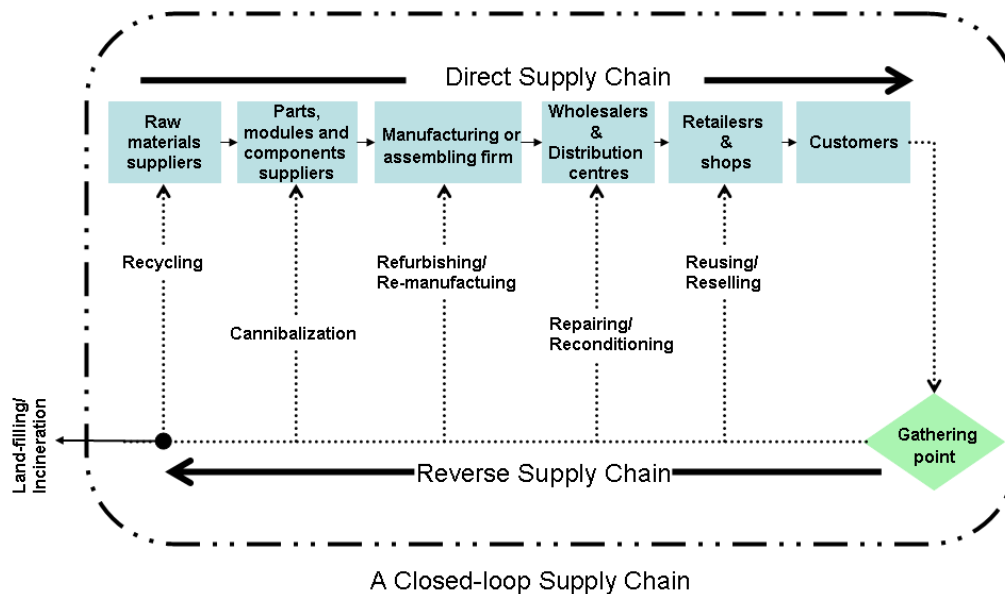 Direct Supply Chain
Raw
materials
suppliers
Parts,
modules and
components
suppliers
Manufacturing or
assembling firm
Wholesalers
&
Distribution
centres
Retailesrs
&
shops
Customers
Recycling
Cannibalization
Refurbishing/
Re-manufactuing
Repairing/
Reconditioning
Reusing/
Reselling
Land-filling/
Incineration
Gathering
point
Reverse Supply Chain
A Closed-loop Supply Chain